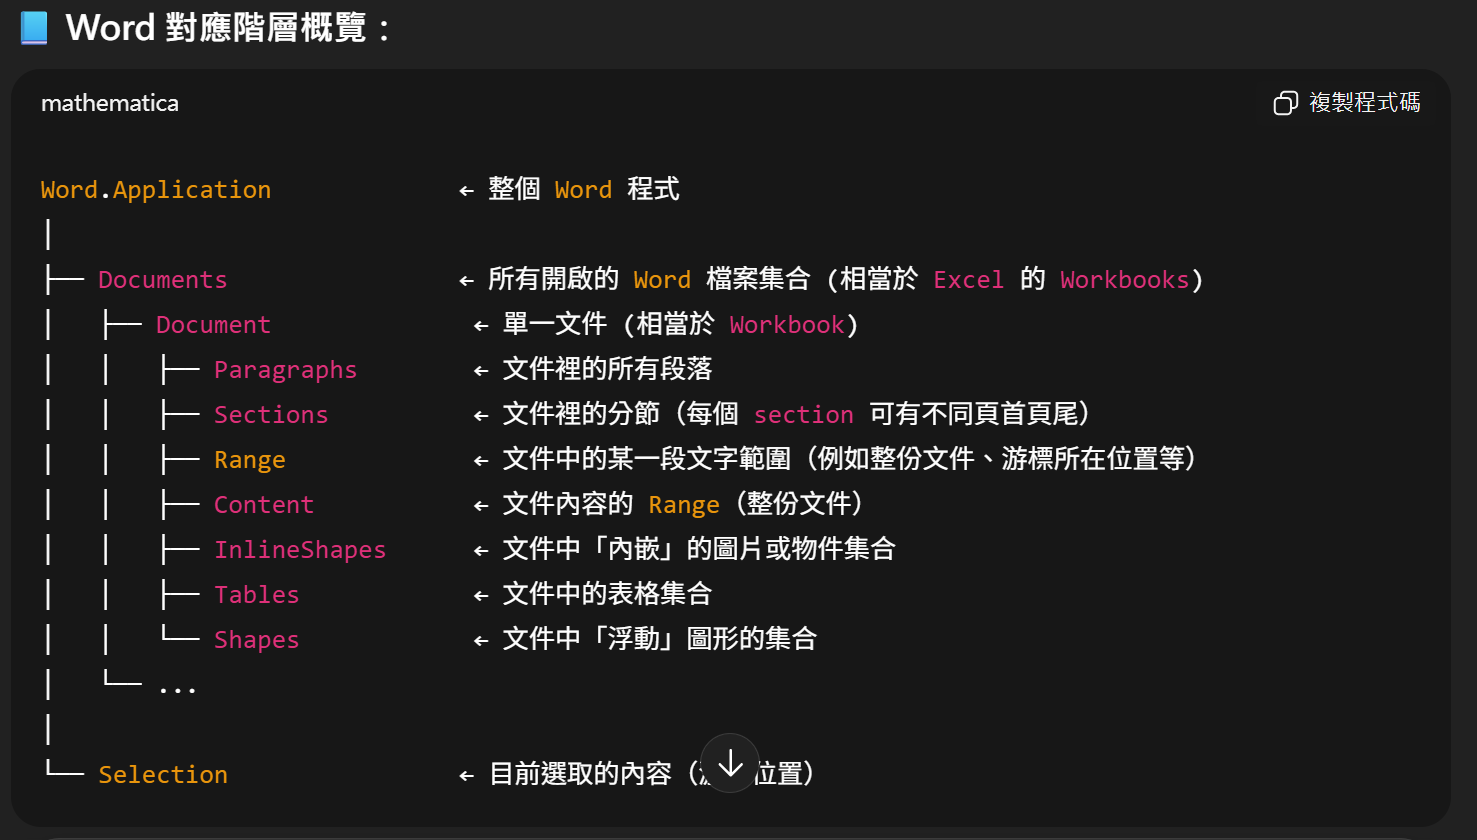 📘 Word 對應階層概覽：
mathematica
複製程式碼
Word.Application ← 整個 Word 程式
│
├── Documents ← 所有開啟的 Word 檔案集合 (相當於 Excel 的 Workbooks)
│   ├── Document ← 單一文件 (相當於 Workbook)
│   │   ├── Paragraphs ← 文件裡的所有段落
│   │   ├── Sections ← 文件裡的分節（每個 section 可有不同頁首頁尾）
│   │   ├── Range ← 文件中的某一段文字範圍（例如整份文件、游標所在位置等）
│   │   ├── Content ← 文件內容的 Range（整份文件）
│   │   ├── InlineShapes ← 文件中「內嵌」的圖片或物件集合
│   │   ├── Tables ← 文件中的表格集合
│   │   └── Shapes ← 文件中「浮動」圖形的集合
│   └── ...
│
└── Selection ← 目前選取的內容（位置）